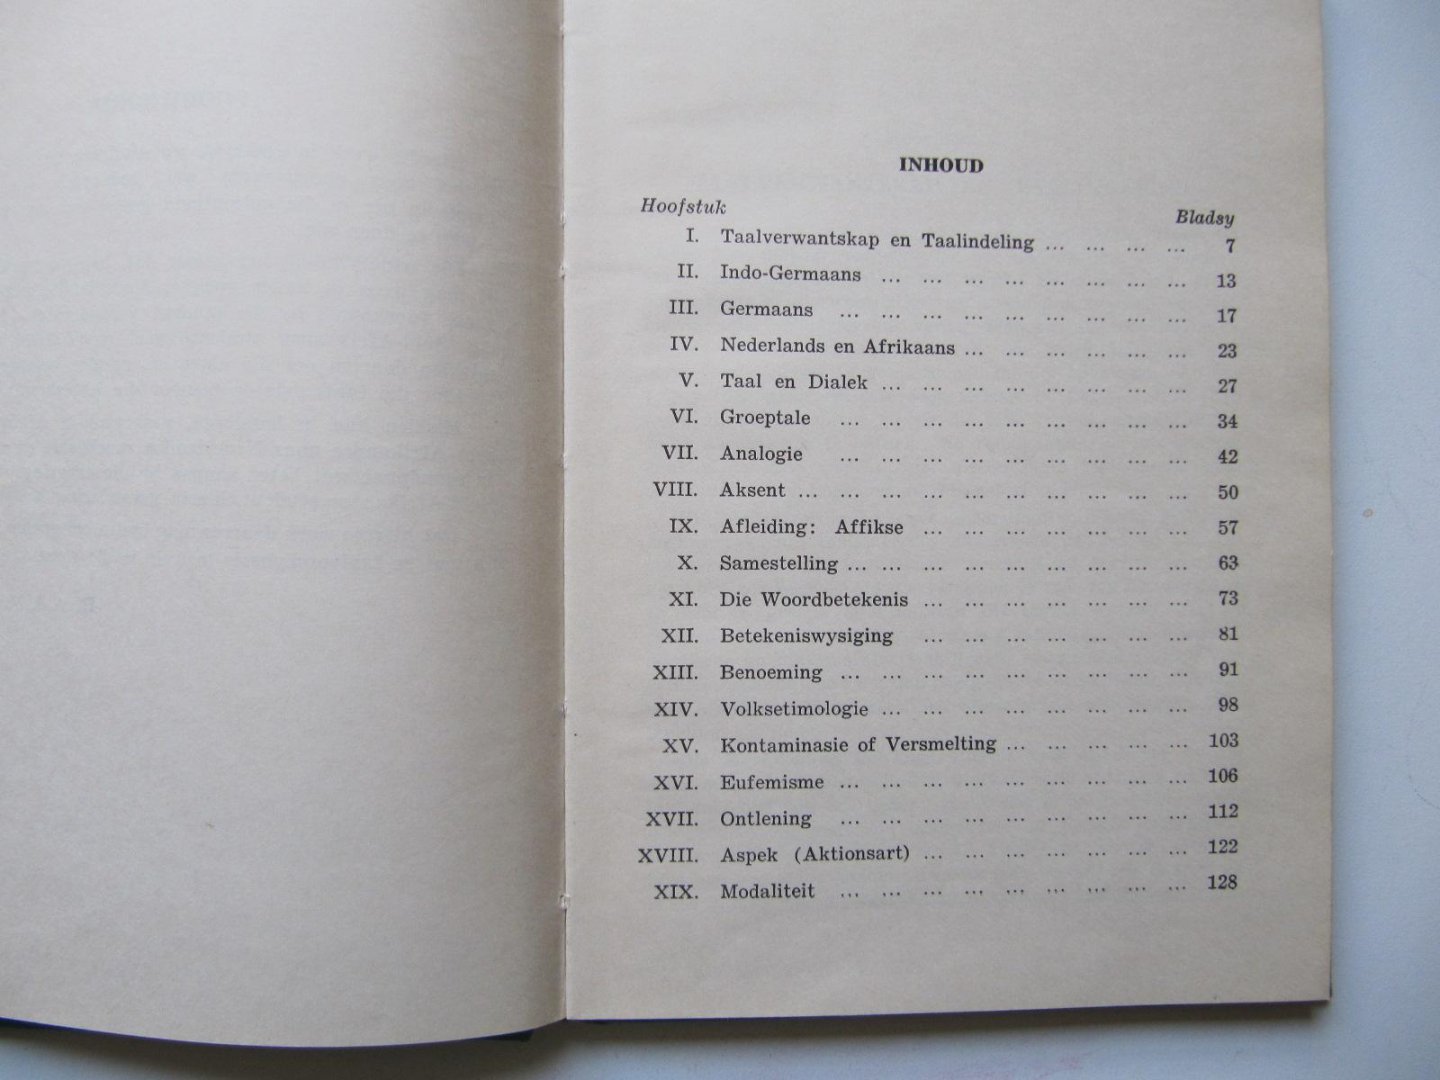 INHOUD
Hoofstuk Bladsy
I. Taalverwantskap en Taalindeling ... ... ... ... 7
II. Indo-Germaans ... ... ... ... ... ... ... ... 13
III. Germaans ... ... ... ... ... ... ... ... ... 17
IV. Nederlands en Afrikaans ... ... ... ... ... ... 23
V. Taal en Dialek ... ... ... ... ... ... ... ... 27
VI. Groeptale ... ... ... ... ... ... ... ... ... 34
VII. Analogie ... ... ... ... ... ... ... ... ... 42
VIII. Aksent ... ... ... ... ... ... ... ... ... ... 50
IX. Afleiding: Affikse ... ... ... ... ... ... ... 57
X. Samestelling ... ... ... ... ... ... ... ... ... 63
XI. Die Woordbetekenis ... ... ... ... ... ... ... 73
XII. Betekeniswysiging ... ... ... ... ... ... ... 81
XIII. Benoeming ... ... ... ... ... ... ... ... ... 91
XIV. Volksetimologie ... ... ... ... ... ... ... ... 98
XV. Kontaminasie of Versmelting ... ... ... ... ... 103
XVI. Eufemisme ... ... ... ... ... ... ... ... ... 106
XVII. Ontlening ... ... ... ... ... ... ... ... ... 112
XVIII. Aspek (Aktionsart) ... ... ... ... ... ... ... 122
XIX. Modaliteit ... ... ... ... ... ... ... ... ... 128